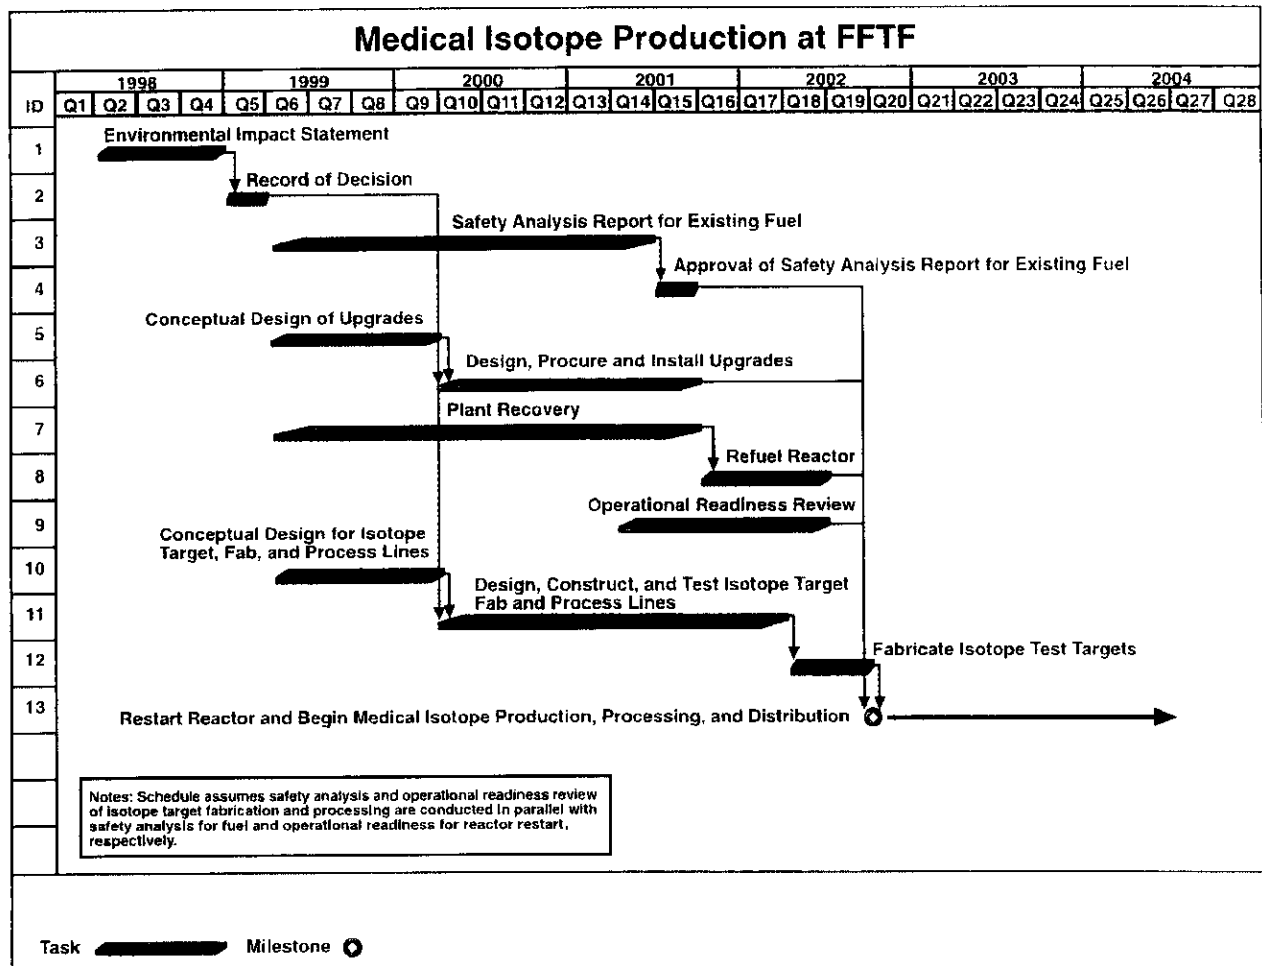 Medical Isotope Production at FFTF
1998 1999 2000 2001 2002 2003 2004
ID Q1 Q2 Q3 Q4 Q5 Q6 Q7 Q8 Q9 Q10 Q11 Q12 Q13 Q14 Q15 Q16 Q17 Q18 Q19 Q20 Q21 Q22 Q23 Q24 Q25 Q26 Q27 Q28
Environmental Impact Statement
1
Record of Decision
2
Safety Analysis Report for Existing Fuel
3
Approval of Safety Analysis Report for Existing Fuel
4
Conceptual Design of Upgrades
5
Design, Procure and Install Upgrades
6
Plant Recovery
7
Refuel Reactor
8
Operational Readiness Review
9
Conceptual Design for Isotope
Target, Fab, and Process Lines
10
Design, Construct, and Test Isotope Target
Fab and Process Lines
11
Fabricate Isotope Test Targets
12
13
Restart Reactor and Begin Medical Isotope Production, Processing, and Distribution
Notes: Schedule assumes safety analysis and operational readiness review
of isotope target fabrication and processing are conducted in parallel with
safety analysis for fuel and operational readiness for reactor restart,
respectively.
Task Milestone